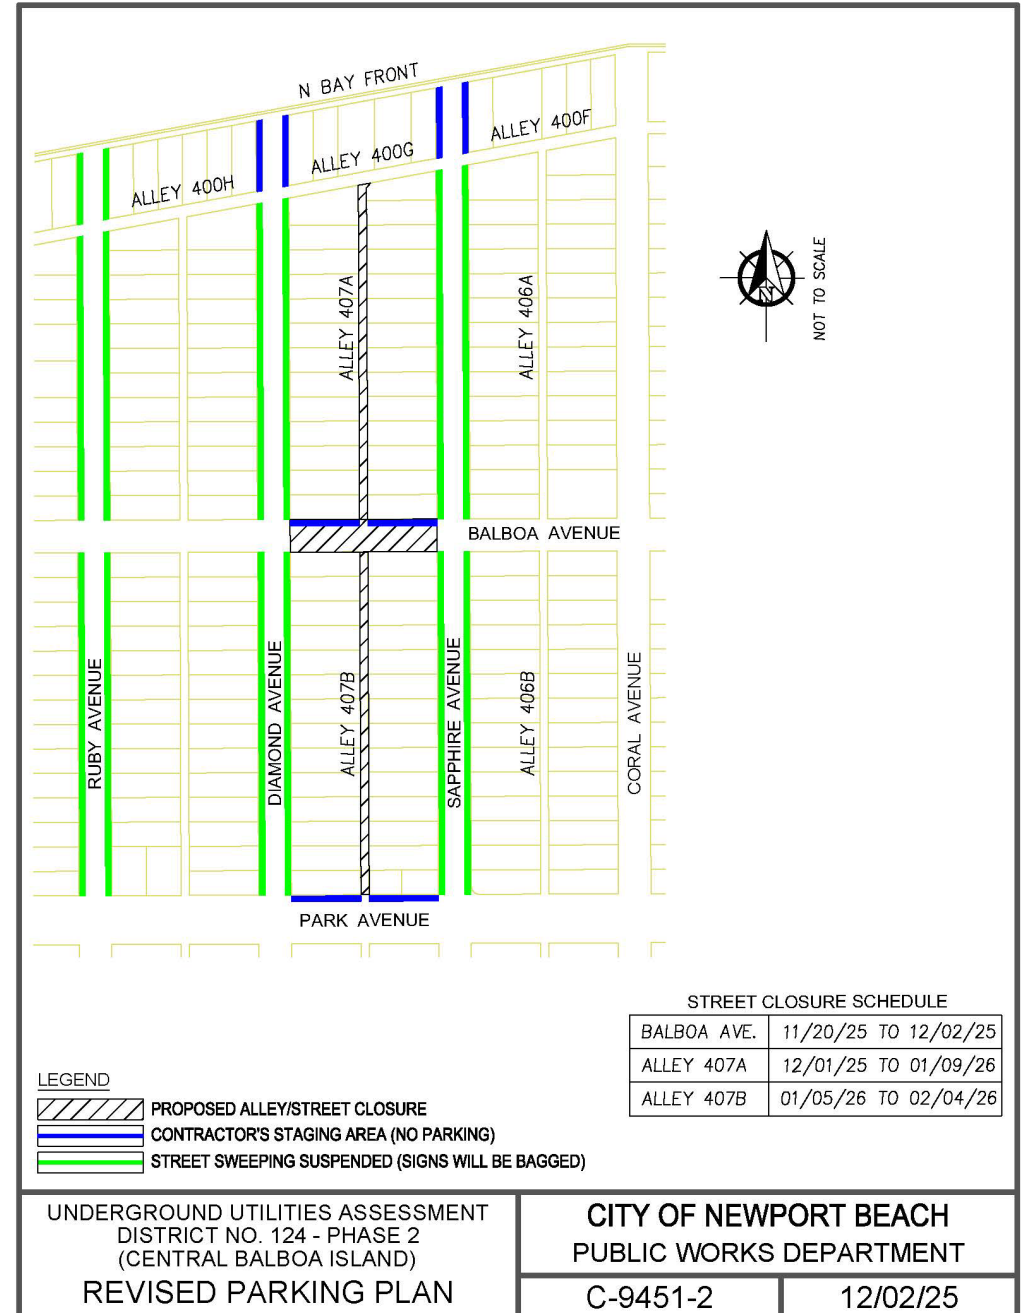 N BAY FRONT
ALLEY 400F
ALLEY 400G
ALLEY 400H
N
NOT TO SCALE
ALLEY 407A
ALLEY 406A
BALBOA AVENUE
RUBY AVENUE
DIAMOND AVENUE
ALLEY 407B
SAPPHIRE AVENUE
ALLEY 406B
CORAL AVENUE
PARK AVENUE
STREET CLOSURE SCHEDULE
BALBOA AVE. 11/20/25 TO 12/02/25
ALLEY 407A 12/01/25 TO 01/09/26
ALLEY 407B 01/05/26 TO 02/04/26
LEGEND
PROPOSED ALLEY/STREET CLOSURE
CONTRACTOR'S STAGING AREA (NO PARKING)
STREET SWEEPING SUSPENDED (SIGNS WILL BE BAGGED)
UNDERGROUND UTILITIES ASSESSMENT
DISTRICT NO. 124 - PHASE 2
(CENTRAL BALBOA ISLAND)
REVISED PARKING PLAN
CITY OF NEWPORT BEACH
PUBLIC WORKS DEPARTMENT
C-9451-2
12/02/25